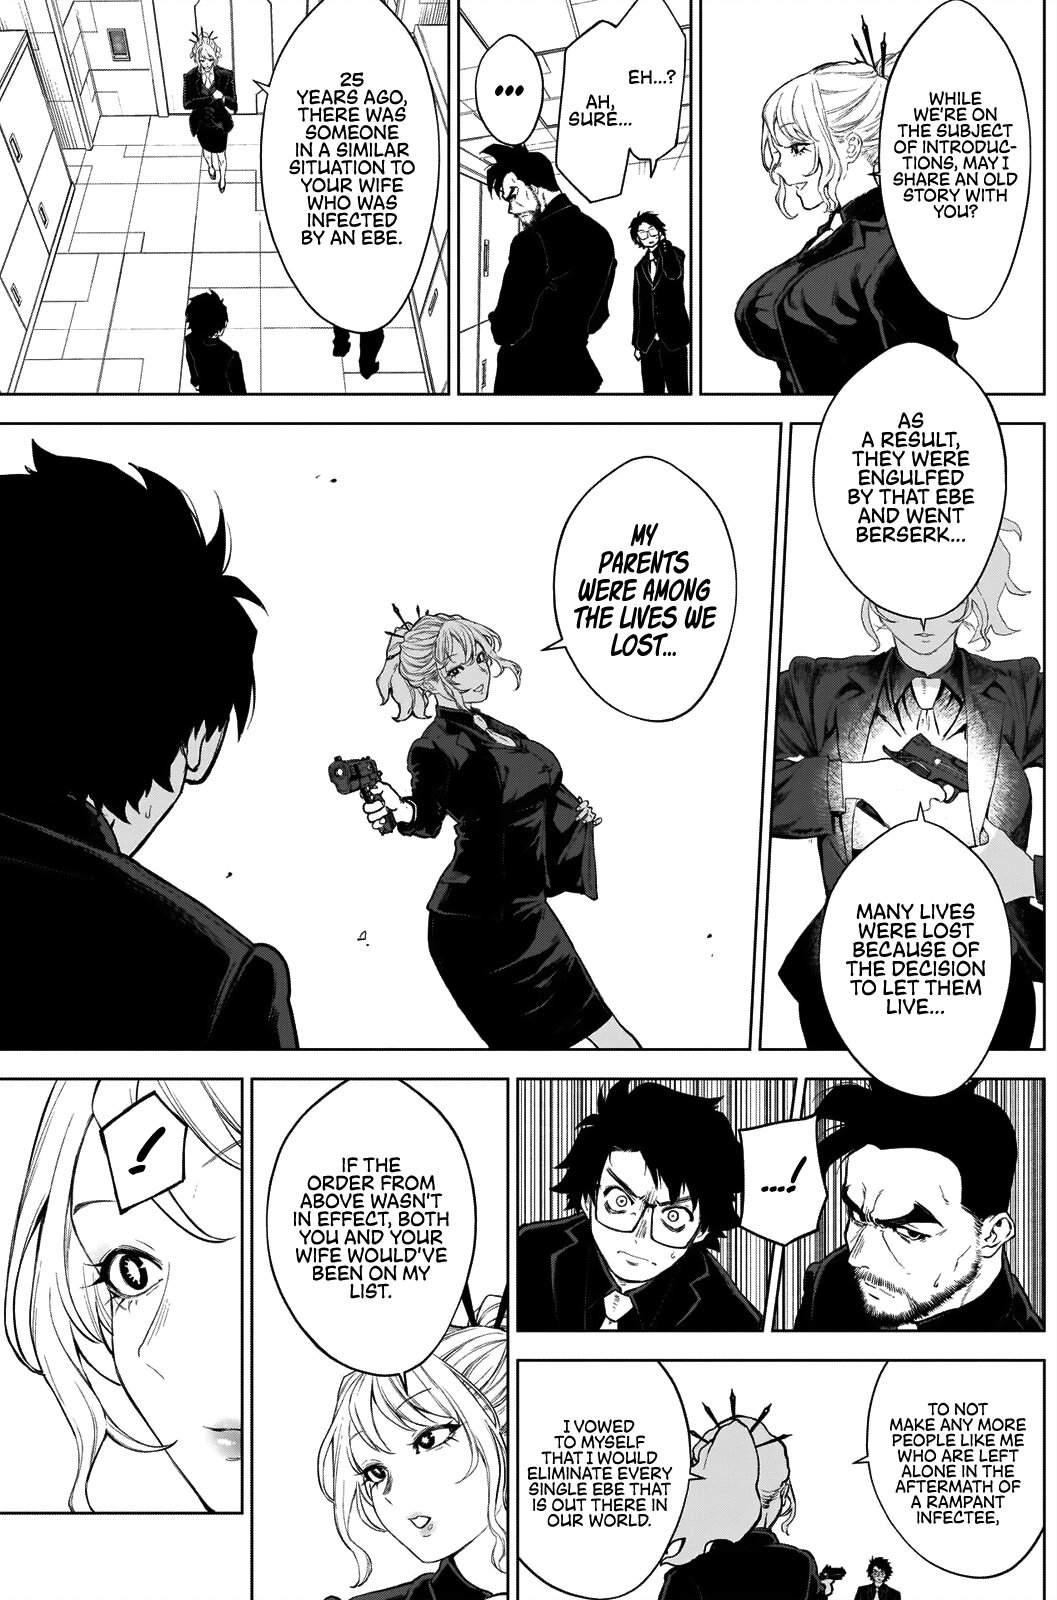 WHILE
WE'RE ON
THE SUBJECT
OF INTRODUC-
TIONS, MAY I
SHARE AN OLD
STORY WITH
YOU?
EH...?
AH,
SURE...
...
25
YEARS AGO,
THERE WAS
SOMEONE
IN A SIMILAR
SITUATION TO
YOUR WIFE
WHO WAS
INFECTED
BY AN EBE.
AS
A RESULT,
THEY WERE
ENGULFED
BY THAT EBE
AND WENT
BERSERK...
MANY LIVES
WERE LOST
BECAUSE OF
THE DECISION
TO LET THEM
LIVE...
MY
PARENTS
WERE AMONG
THE LIVES WE
LOST...
....!
TO NOT
MAKE ANY MORE
PEOPLE LIKE ME
WHO ARE LEFT
ALONE IN THE
AFTERMATH OF
A RAMPANT
INFECTEE,
I VOWED
TO MYSELF
THAT I WOULD
ELIMINATE EVERY
SINGLE EBE THAT
IS OUT THERE IN
OUR WORLD.
IF THE
ORDER FROM
ABOVE WASN'T
IN EFFECT, BOTH
YOU AND YOUR
WIFE WOULD'VE
BEEN ON MY
LIST.
!